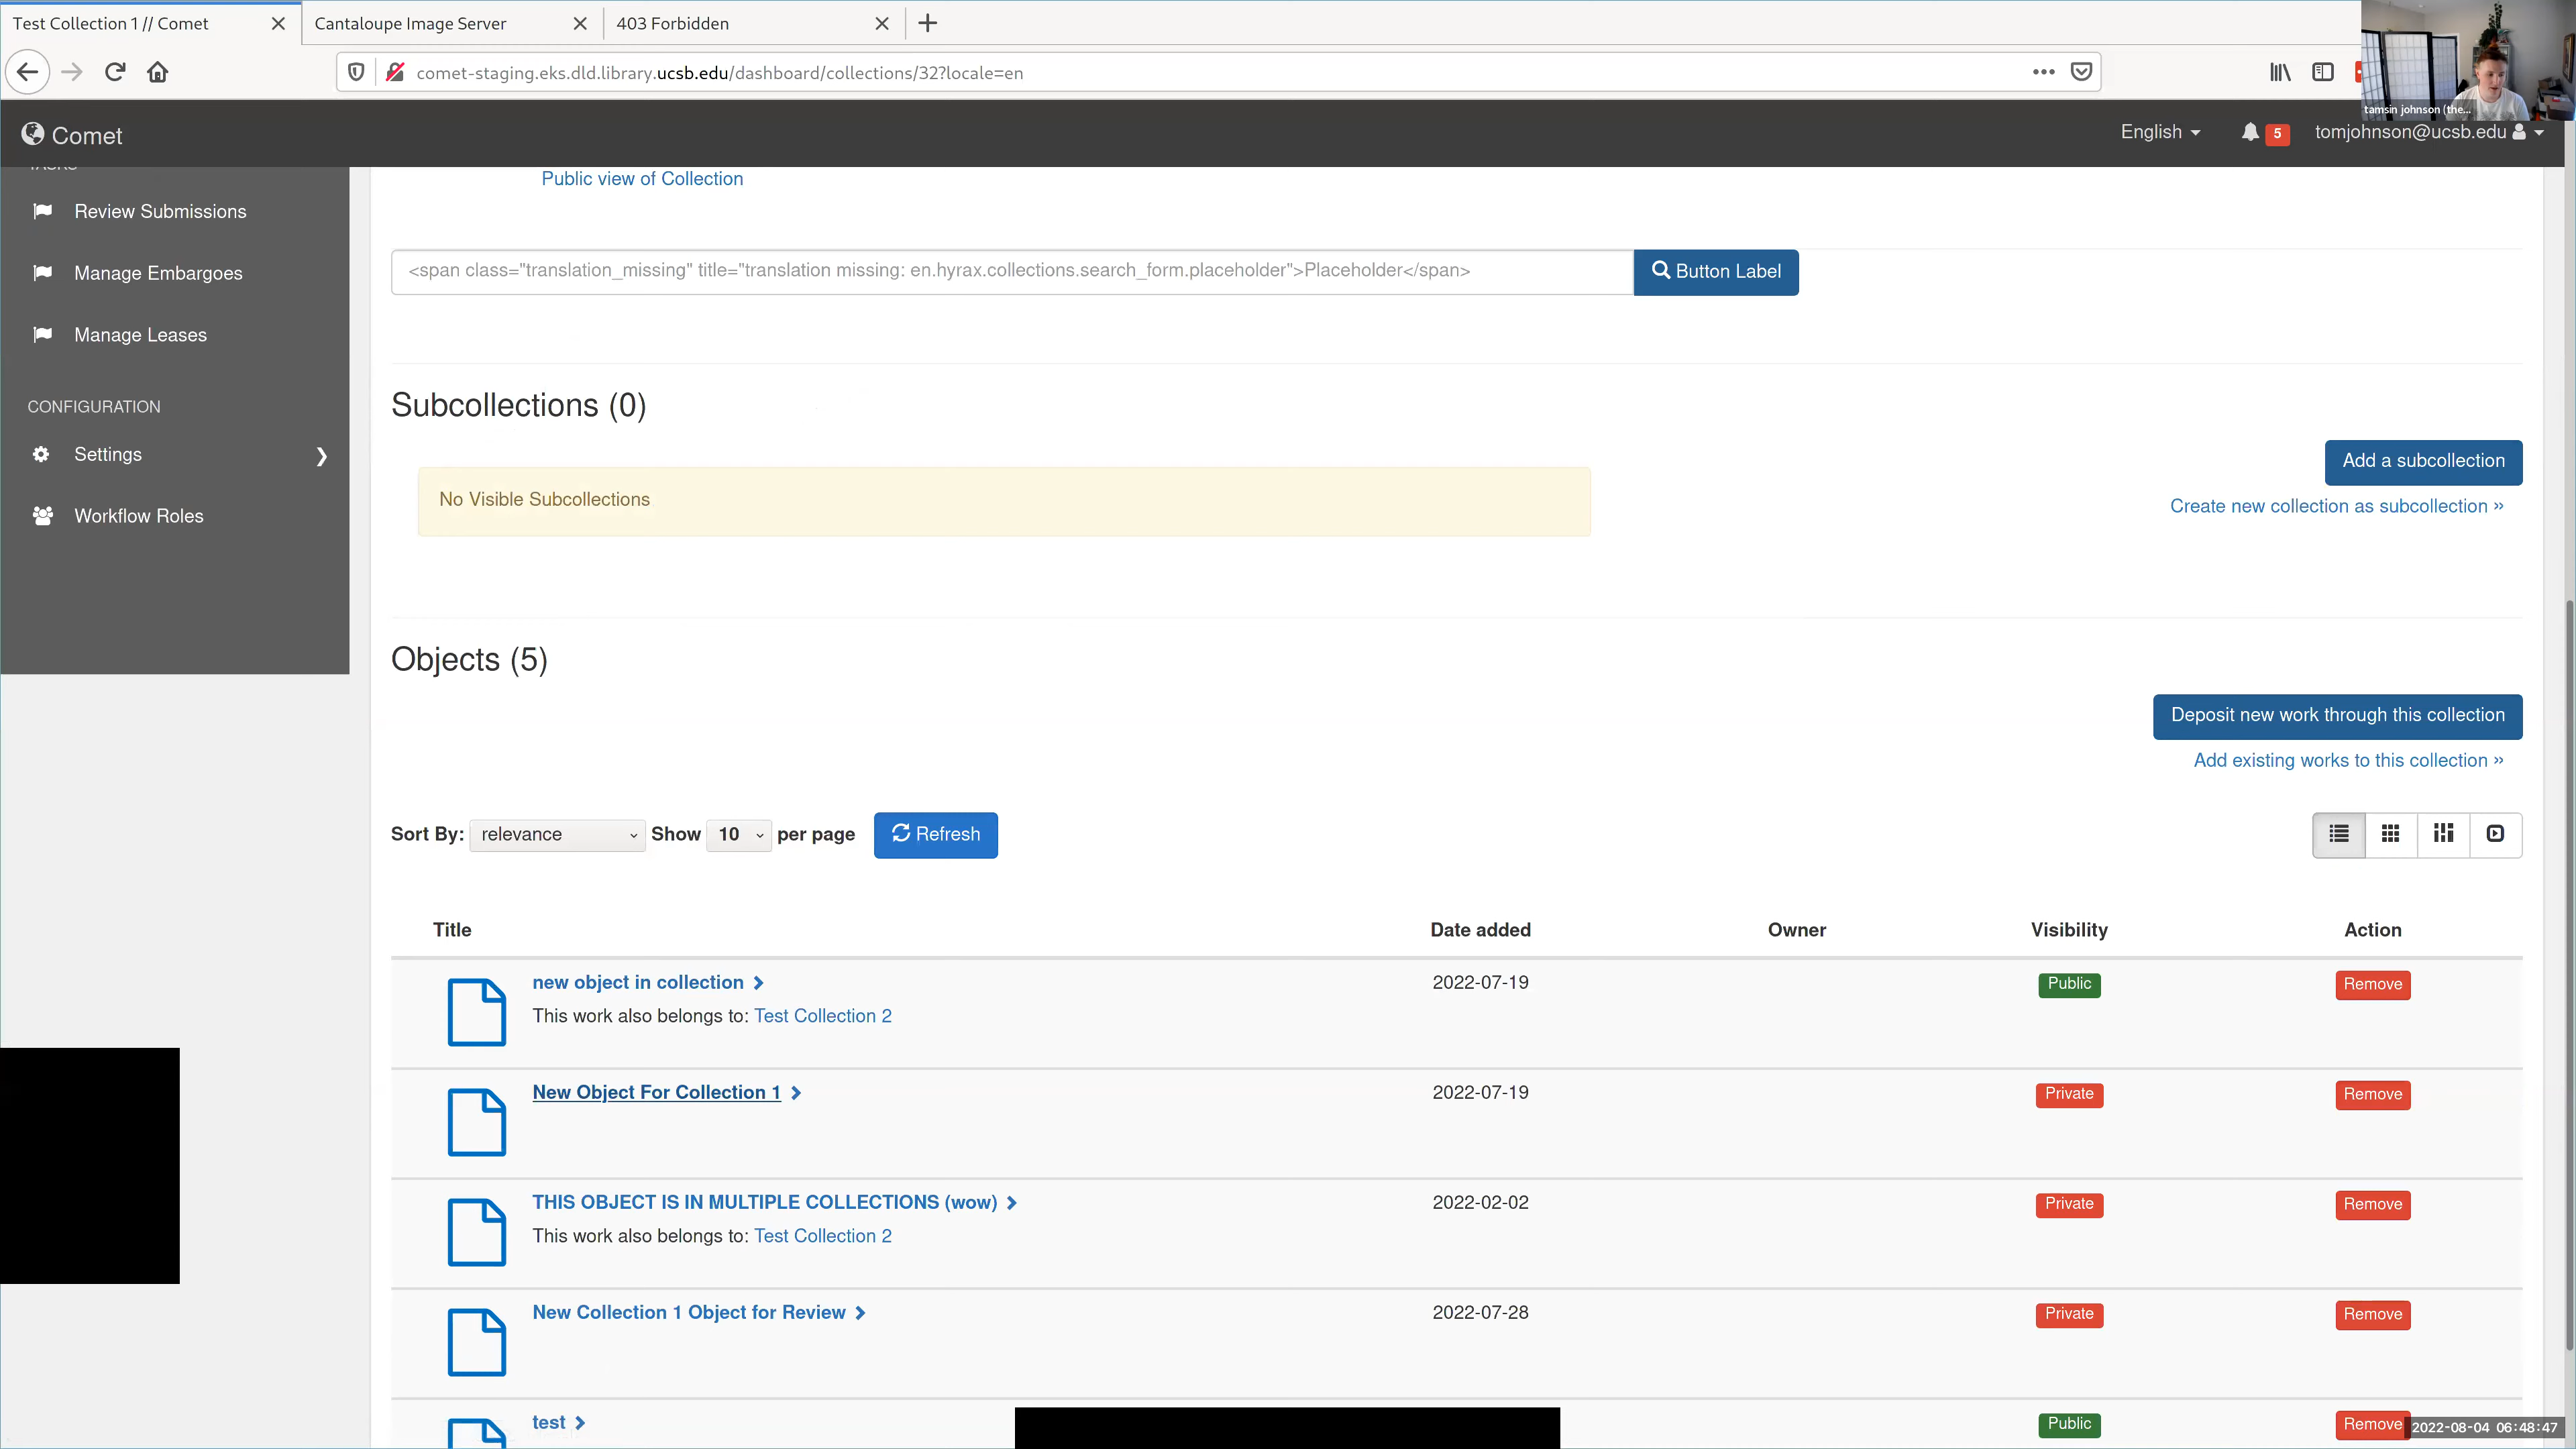 Test Collection 1 // Comet
Cantaloupe Image Server
403 Forbidden
comet-staging.eks.dld.library.ucsb.edu/dashboard/collections/32?locale=en
tamsin johnson (the...
Comet
English
5
tomjohnson@ucsb.edu
TASKS
Review Submissions
Manage Embargoes
Manage Leases
CONFIGURATION
Settings
Workflow Roles
Public view of Collection
<span class="translation_missing" title="translation missing: en.hyrax.collections.search_form.placeholder">Placeholder</span>
Button Label
Subcollections (0)
No Visible Subcollections
Add a subcollection
Create new collection as subcollection »
Objects (5)
Deposit new work through this collection
Add existing works to this collection »
Sort By: relevance Show 10 per page Refresh
Title Date added Owner Visibility Action
new object in collection 2022-07-19 Public Remove
This work also belongs to: Test Collection 2
New Object For Collection 1 2022-07-19 Private Remove
THIS OBJECT IS IN MULTIPLE COLLECTIONS (wow) 2022-02-02 Private Remove
This work also belongs to: Test Collection 2
New Collection 1 Object for Review 2022-07-28 Private Remove
test Public Remove
2022-08-04 06:48:47